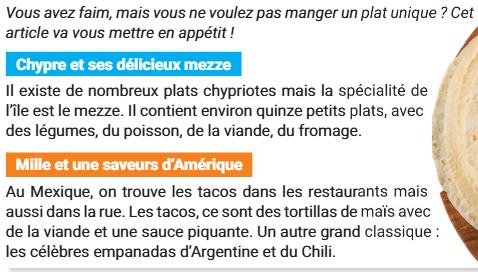 Vous avez faim, mais vous ne voulez pas manger un plat unique ? Cet
article va vous mettre en appétit !
Chypre et ses délicieux mezze
Il existe de nombreux plats chypriotes mais la spécialité de
l'île est le mezze. Il contient environ quinze petits plats, avec
des légumes, du poisson, de la viande, du fromage.
Mille et une saveurs d'Amérique
Au Mexique, on trouve les tacos dans les restaurants mais
aussi dans la rue. Les tacos, ce sont des tortillas de maïs avec
de la viande et une sauce piquante. Un autre grand classique :
les célèbres empanadas d'Argentine et du Chili.